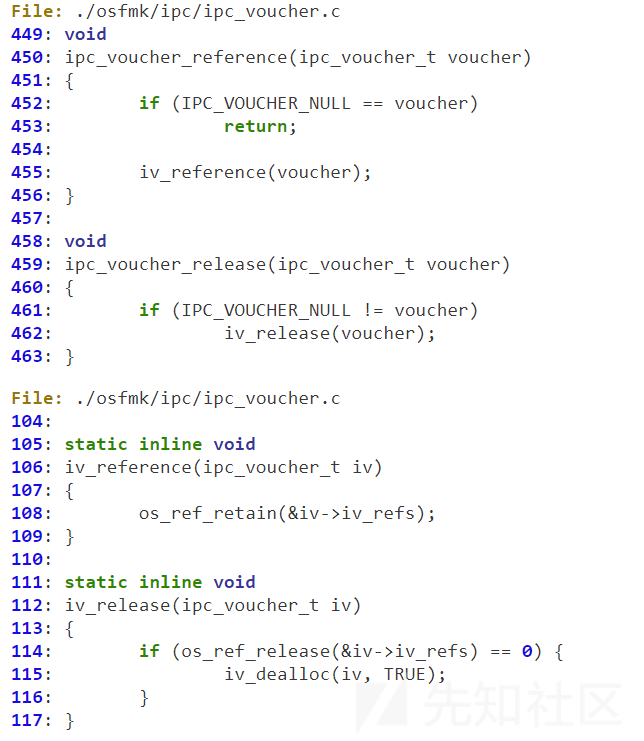 File: ./osfmk/ipc/ipc_voucher.c
449: void
450: ipc_voucher_reference(ipc_voucher_t voucher)
451: {
452:        if (IPC_VOUCHER_NULL == voucher)
453:                return;
454:
455:        iv_reference(voucher);
456: }
457:
458: void
459: ipc_voucher_release(ipc_voucher_t voucher)
460: {
461:        if (IPC_VOUCHER_NULL != voucher)
462:                iv_release(voucher);
463: }
File: ./osfmk/ipc/ipc_voucher.c
104:
105: static inline void
106: iv_reference(ipc_voucher_t iv)
107: {
108:        os_ref_retain(&iv->iv_refs);
109: }
110:
111: static inline void
112: iv_release(ipc_voucher_t iv)
113: {
114:        if (os_ref_release(&iv->iv_refs) == 0) {
115:                iv_dealloc(iv, TRUE);
116:        }
117: }
先知社区